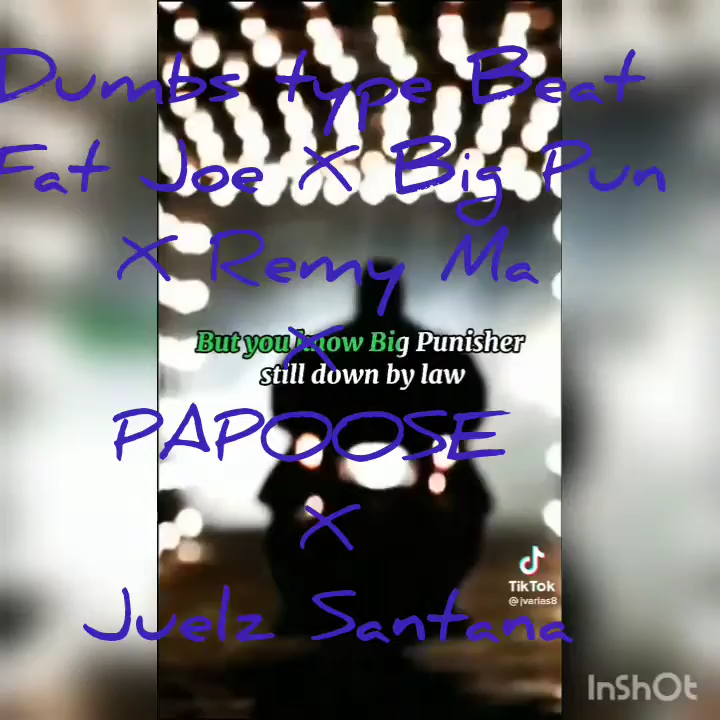 Dumbs type Beat
Fat Joe X Big Pun
X Remy Ma
X
But you know Big Punisher
still down by law
PAPOOSE
X
Juelz Santana
TikTok
@jverias8
InShOt